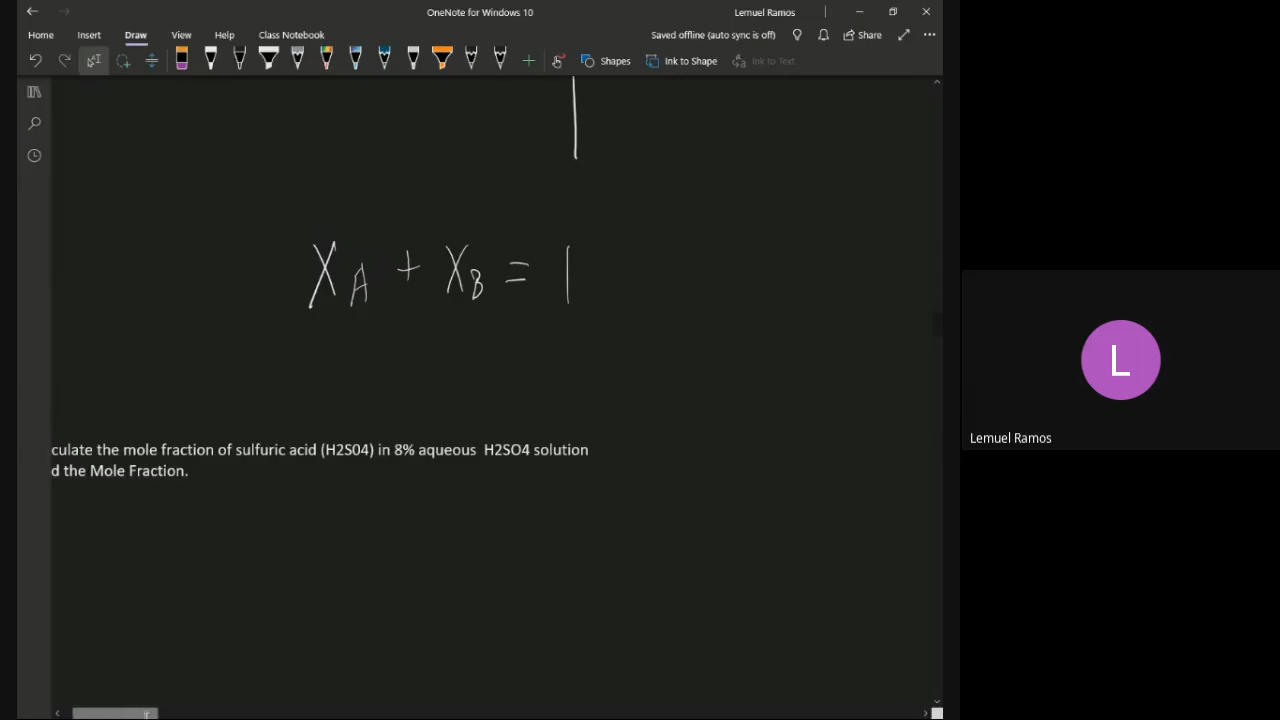 OneNote for Windows 10
Lemuel Ramos
Home Insert Draw View Help Class Notebook
Saved offline (auto sync is off) Share
Shapes Ink to Shape Ink to Text
X A + X B = 1
culate the mole fraction of sulfuric acid (H2S04) in 8% aqueous H2SO4 solution
d the Mole Fraction.
L
Lemuel Ramos